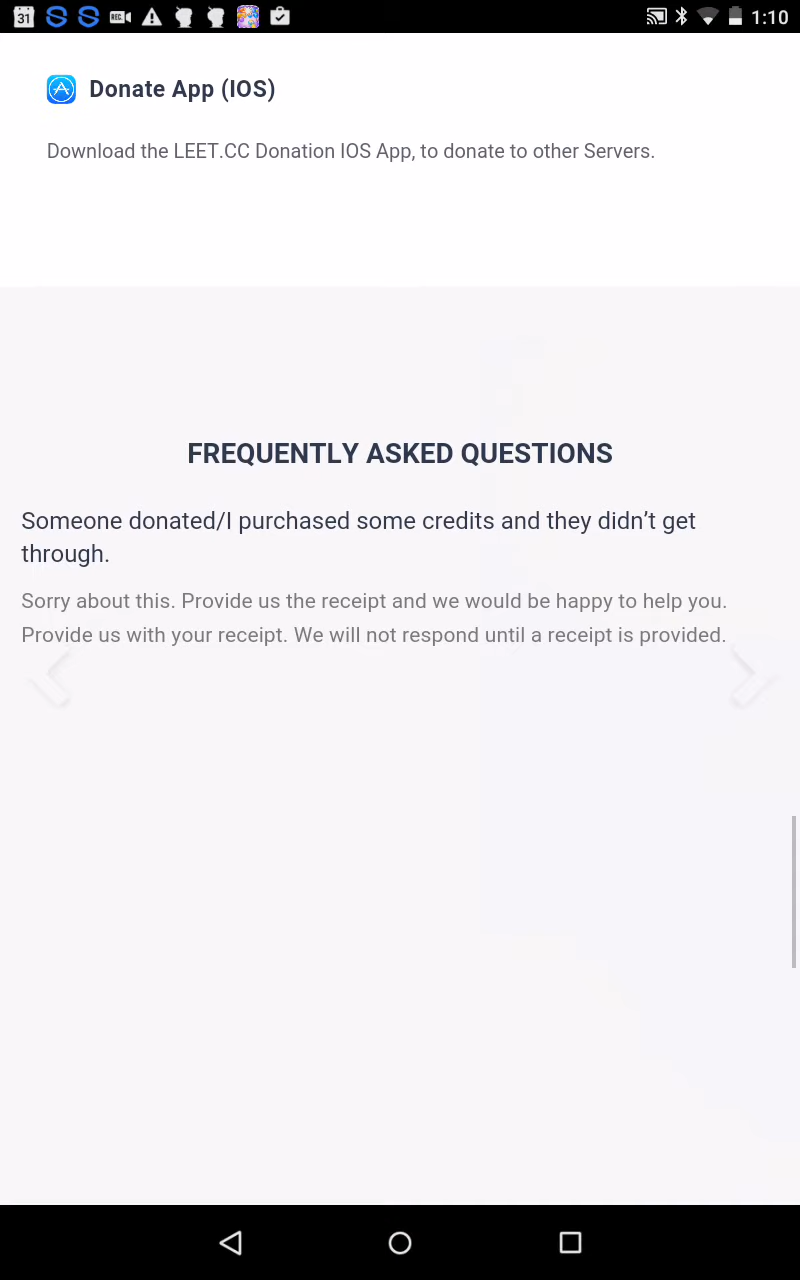 31 REC 1:10
Donate App (IOS)
Download the LEET.CC Donation IOS App, to donate to other Servers.
FREQUENTLY ASKED QUESTIONS
Someone donated/I purchased some credits and they didn’t get
through.
Sorry about this. Provide us the receipt and we would be happy to help you.
Provide us with your receipt. We will not respond until a receipt is provided.